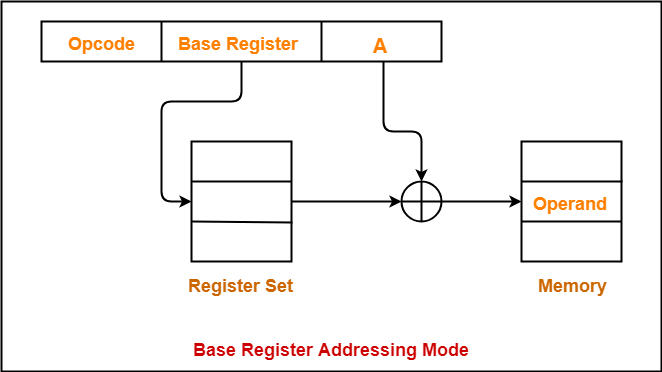 Opcode Base Register A
Operand
Register Set Memory
Base Register Addressing Mode